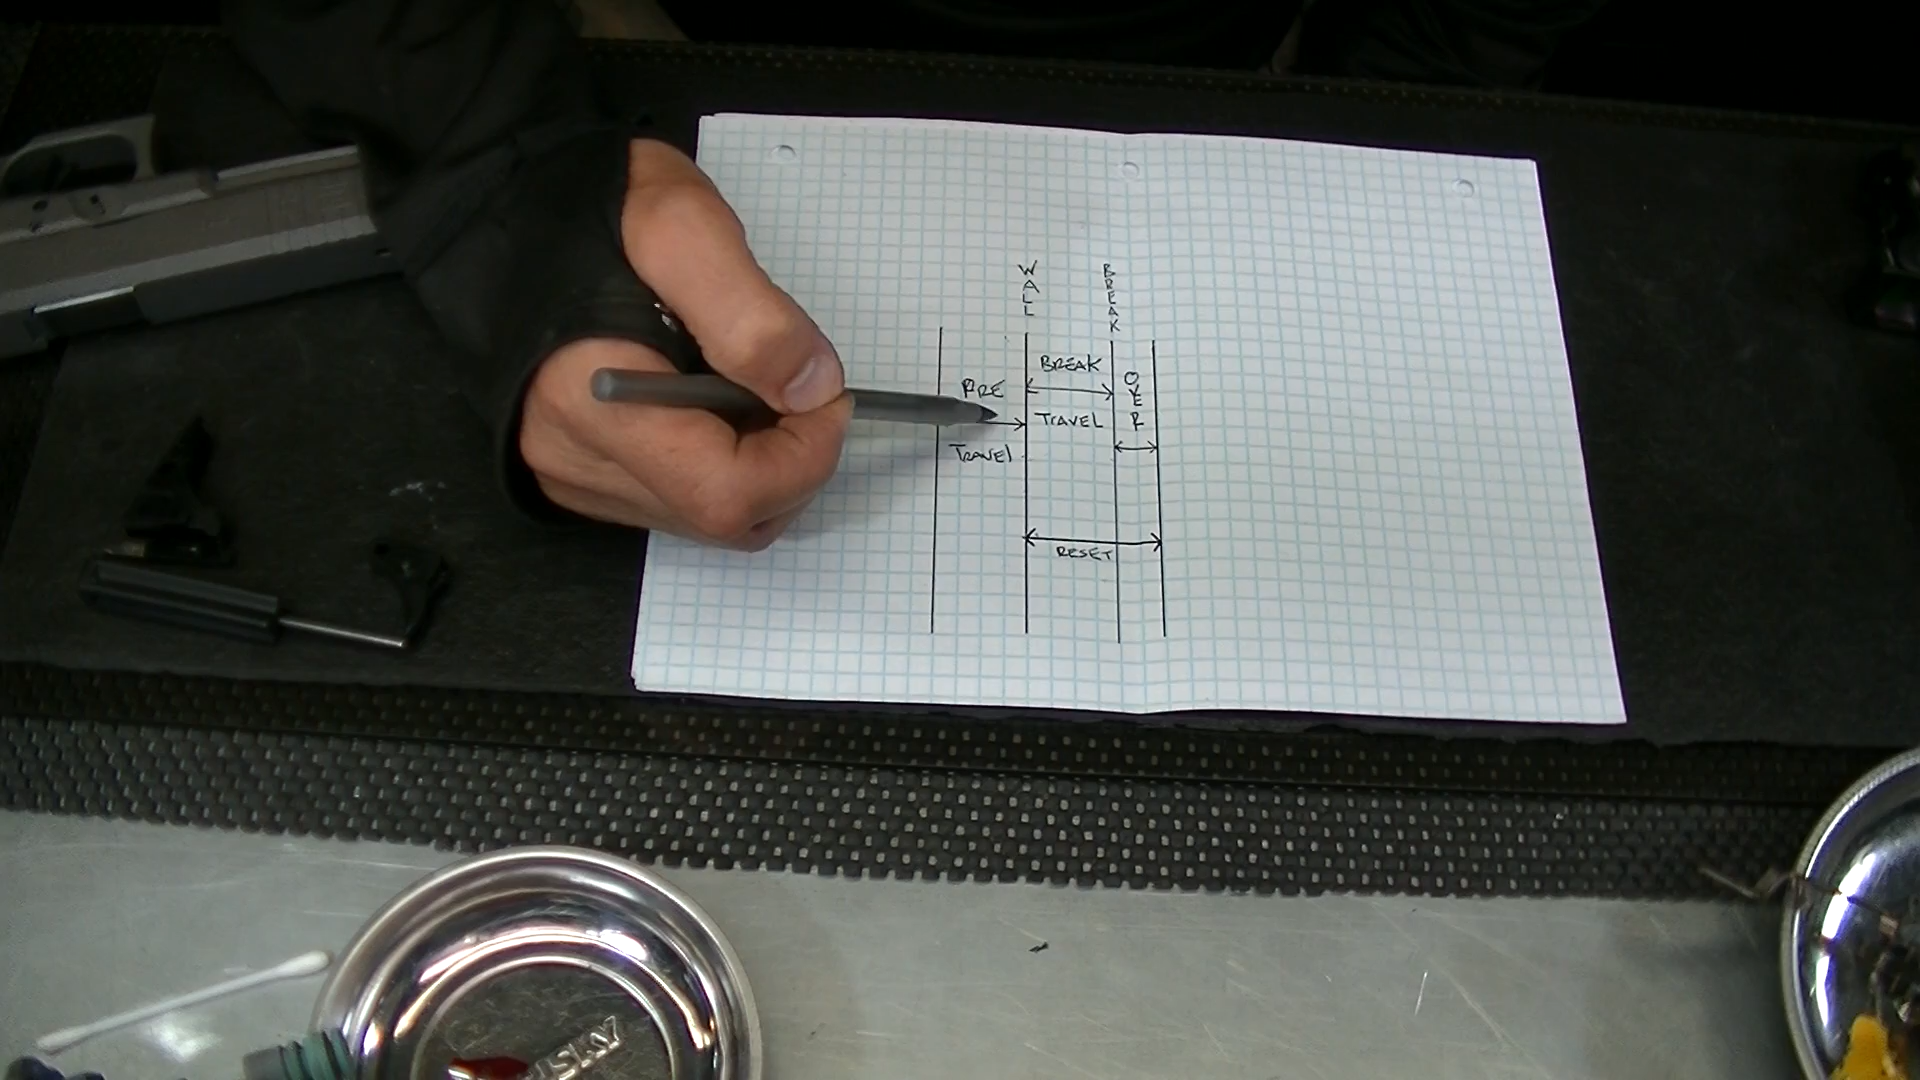 WALL
BREAK
BREAK
TRAVEL
PRE
TRAVEL
OVER
RESET